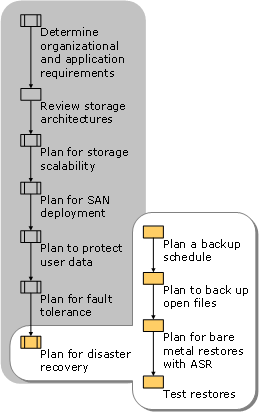 Determine
organizational
and application
requirements
Review storage
architectures
Plan for storage
scalability
Plan for SAN
deployment
Plan to protect
user data
Plan for fault
tolerance
Plan for disaster
recovery
Plan a backup
schedule
Plan to back up
open files
Plan for bare
metal restores
with ASR
Test restores